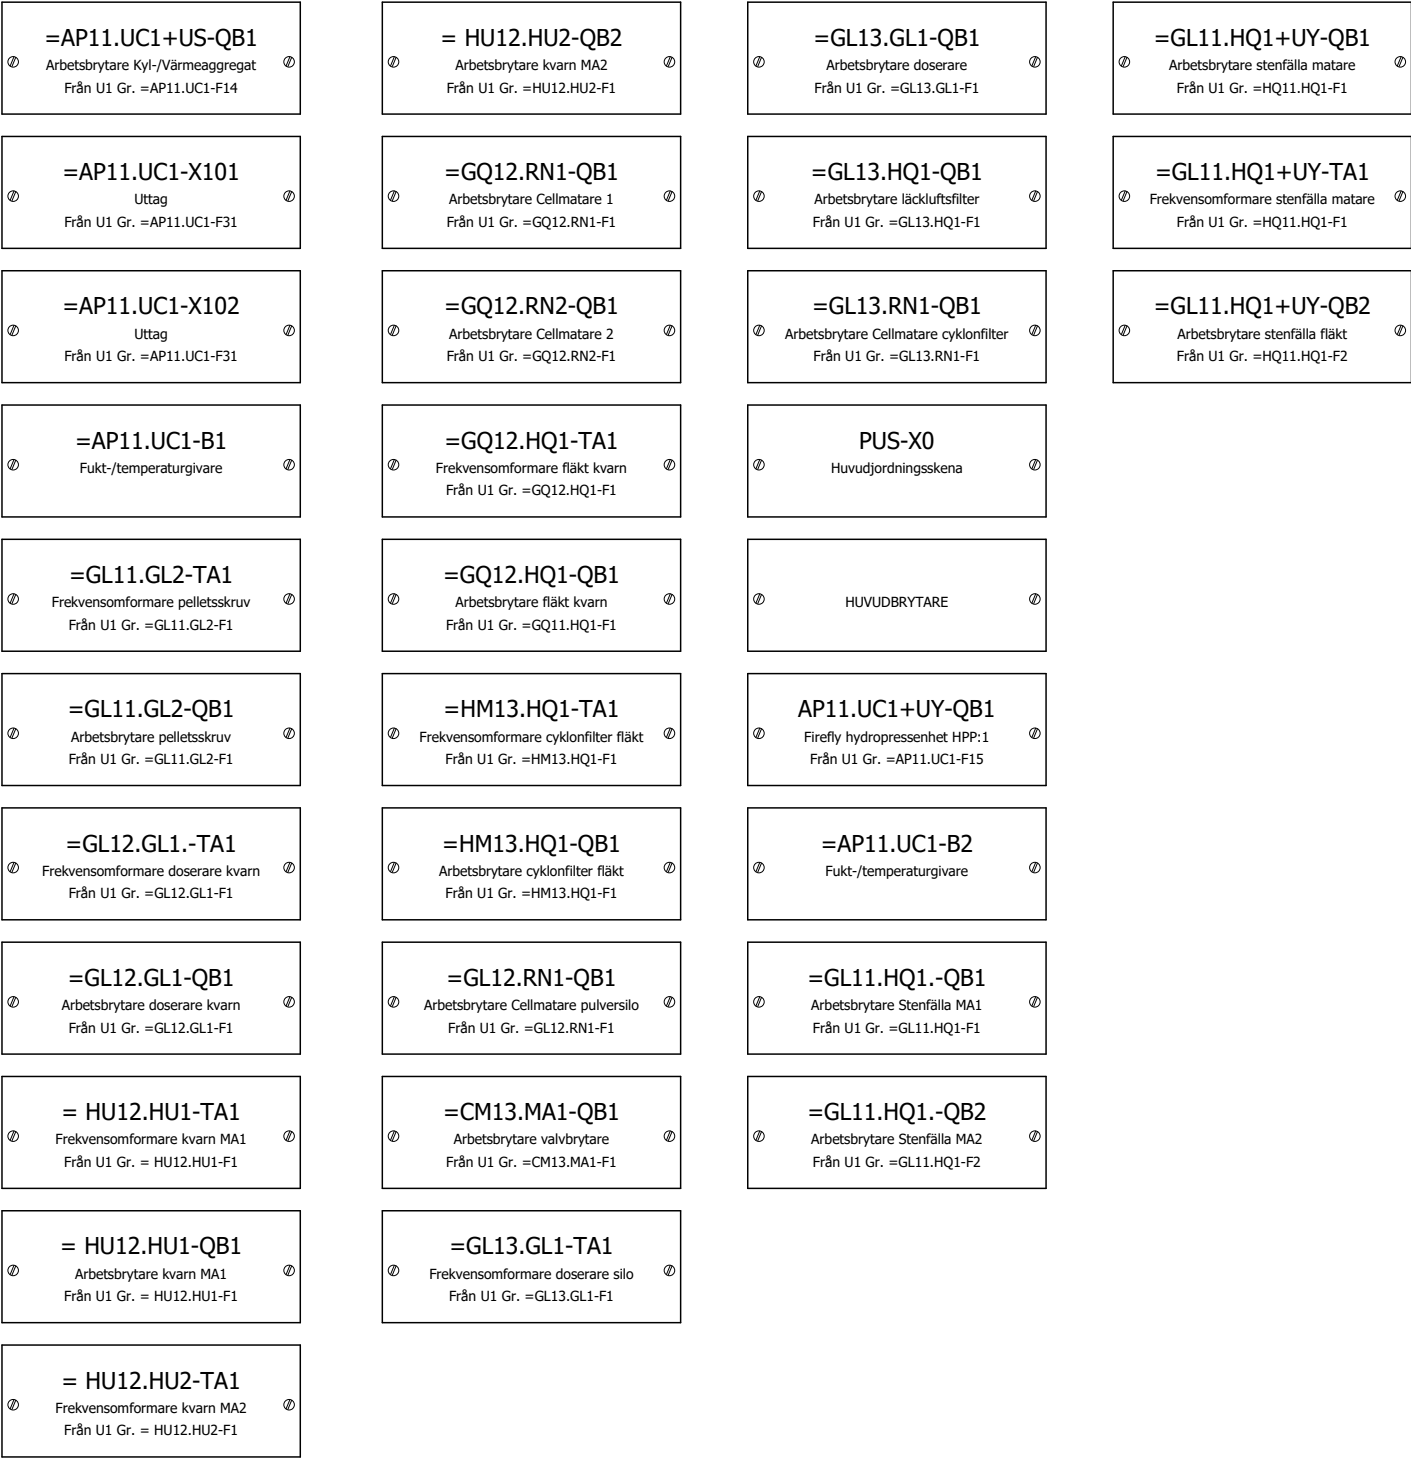 =AP11.UC1+US-QB1
Arbetsbrytare Kyl-/Värmeaggregat
Från U1 Gr. =AP11.UC1-F14
=AP11.UC1-X101
Uttag
Från U1 Gr. =AP11.UC1-F31
=AP11.UC1-X102
Uttag
Från U1 Gr. =AP11.UC1-F31
=AP11.UC1-B1
Fukt-/temperaturgivare
=GL11.GL2-TA1
Frekvensomformare pelletsskruv
Från U1 Gr. =GL11.GL2-F1
=GL11.GL2-QB1
Arbetsbrytare pelletsskruv
Från U1 Gr. =GL11.GL2-F1
=GL12.GL1.-TA1
Frekvensomformare doserare kvarn
Från U1 Gr. =GL12.GL1-F1
=GL12.GL1-QB1
Arbetsbrytare doserare kvarn
Från U1 Gr. =GL12.GL1-F1
= HU12.HU1-TA1
Frekvensomformare kvarn MA1
Från U1 Gr. = HU12.HU1-F1
= HU12.HU1-QB1
Arbetsbrytare kvarn MA1
Från U1 Gr. = HU12.HU1-F1
= HU12.HU2-TA1
Frekvensomformare kvarn MA2
Från U1 Gr. = HU12.HU2-F1
= HU12.HU2-QB2
Arbetsbrytare kvarn MA2
Från U1 Gr. =HU12.HU2-F1
=GQ12.RN1-QB1
Arbetsbrytare Cellmatare 1
Från U1 Gr. =GQ12.RN1-F1
=GQ12.RN2-QB1
Arbetsbrytare Cellmatare 2
Från U1 Gr. =GQ12.RN2-F1
=GQ12.HQ1-TA1
Frekvensomformare fläkt kvarn
Från U1 Gr. =GQ12.HQ1-F1
=GQ12.HQ1-QB1
Arbetsbrytare fläkt kvarn
Från U1 Gr. =GQ11.HQ1-F1
=HM13.HQ1-TA1
Frekvensomformare cyklonfilter fläkt
Från U1 Gr. =HM13.HQ1-F1
=HM13.HQ1-QB1
Arbetsbrytare cyklonfilter fläkt
Från U1 Gr. =HM13.HQ1-F1
=GL12.RN1-QB1
Arbetsbrytare Cellmatare pulversilo
Från U1 Gr. =GL12.RN1-F1
=CM13.MA1-QB1
Arbetsbrytare valvbrytare
Från U1 Gr. =CM13.MA1-F1
=GL13.GL1-TA1
Frekvensomformare doserare silo
Från U1 Gr. =GL13.GL1-F1
=GL13.GL1-QB1
Arbetsbrytare doserare
Från U1 Gr. =GL13.GL1-F1
=GL13.HQ1-QB1
Arbetsbrytare läckluftsfilter
Från U1 Gr. =GL13.HQ1-F1
=GL13.RN1-QB1
Arbetsbrytare Cellmatare cyklonfilter
Från U1 Gr. =GL13.RN1-F1
PUS-X0
Huvudjordningsskena
HUVUDBRYTARE
AP11.UC1+UY-QB1
Firefly hydropressenhet HPP:1
Från U1 Gr. =AP11.UC1-F15
=AP11.UC1-B2
Fukt-/temperaturgivare
=GL11.HQ1.-QB1
Arbetsbrytare Stenfälla MA1
Från U1 Gr. =GL11.HQ1-F1
=GL11.HQ1.-QB2
Arbetsbrytare Stenfälla MA2
Från U1 Gr. =GL11.HQ1-F2
=GL11.HQ1+UY-QB1
Arbetsbrytare stenfälla matare
Från U1 Gr. =HQ11.HQ1-F1
=GL11.HQ1+UY-TA1
Frekvensomformare stenfälla matare
Från U1 Gr. =HQ11.HQ1-F1
=GL11.HQ1+UY-QB2
Arbetsbrytare stenfälla fläkt
Från U1 Gr. =HQ11.HQ1-F2